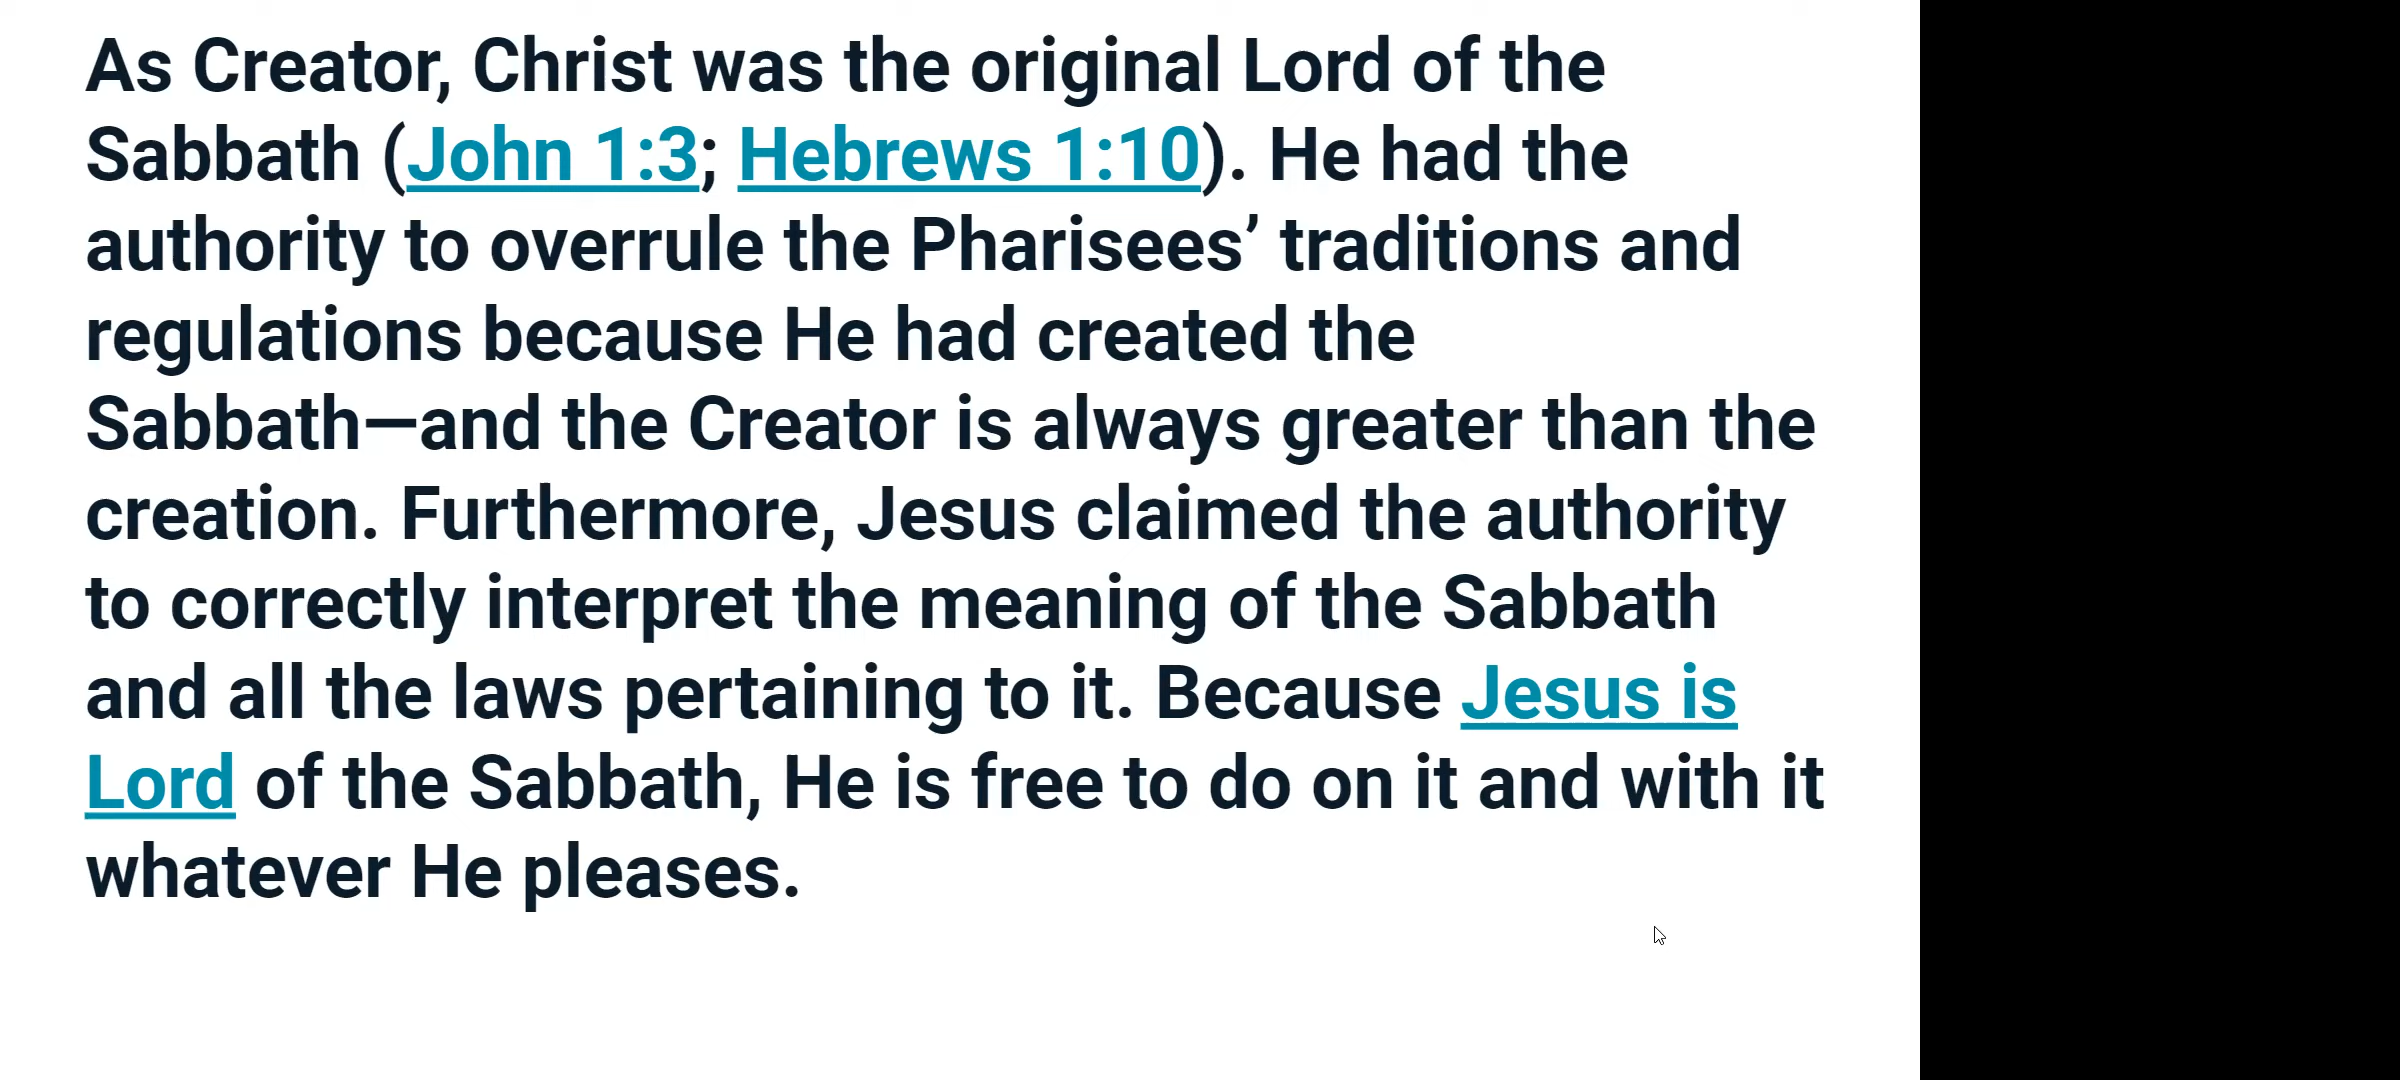 As Creator, Christ was the original Lord of the
Sabbath (John 1:3; Hebrews 1:10). He had the
authority to overrule the Pharisees’ traditions and
regulations because He had created the
Sabbath—and the Creator is always greater than the
creation. Furthermore, Jesus claimed the authority
to correctly interpret the meaning of the Sabbath
and all the laws pertaining to it. Because Jesus is
Lord of the Sabbath, He is free to do on it and with it
whatever He pleases.